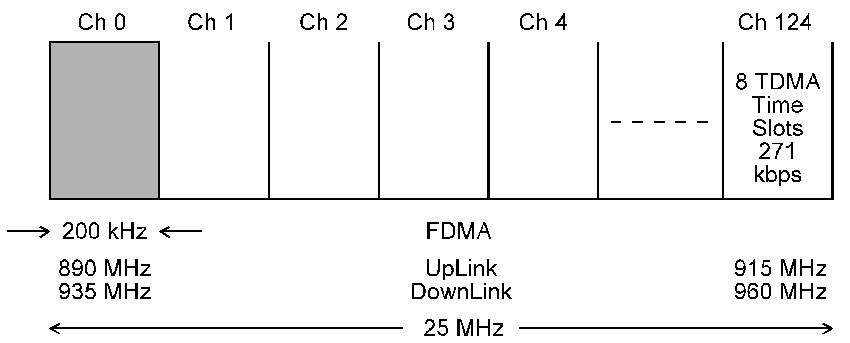 Ch 0 Ch 1 Ch 2 Ch 3 Ch 4 Ch 124
8 TDMA
Time
Slots
271
kbps
200 kHz FDMA
890 MHz UpLink 915 MHz
935 MHz DownLink 960 MHz
25 MHz